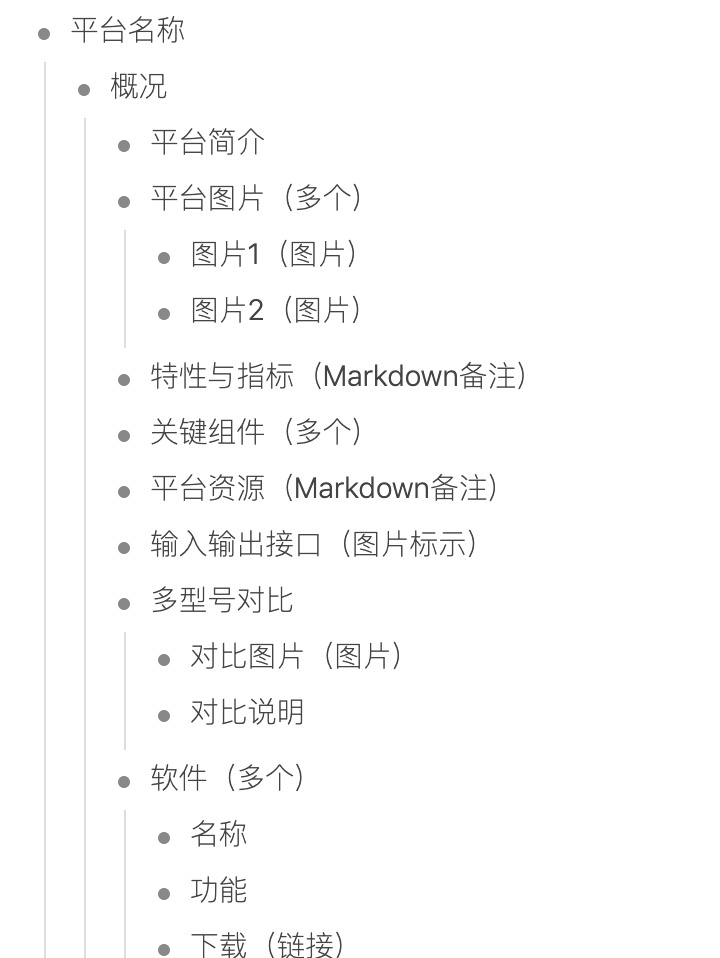 平台名称
概况
平台简介
平台图片（多个）
图片1（图片）
图片2（图片）
特性与指标（Markdown备注）
关键组件（多个）
平台资源（Markdown备注）
输入输出接口（图片标示）
多型号对比
对比图片（图片）
对比说明
软件（多个）
名称
功能
下载（链接）